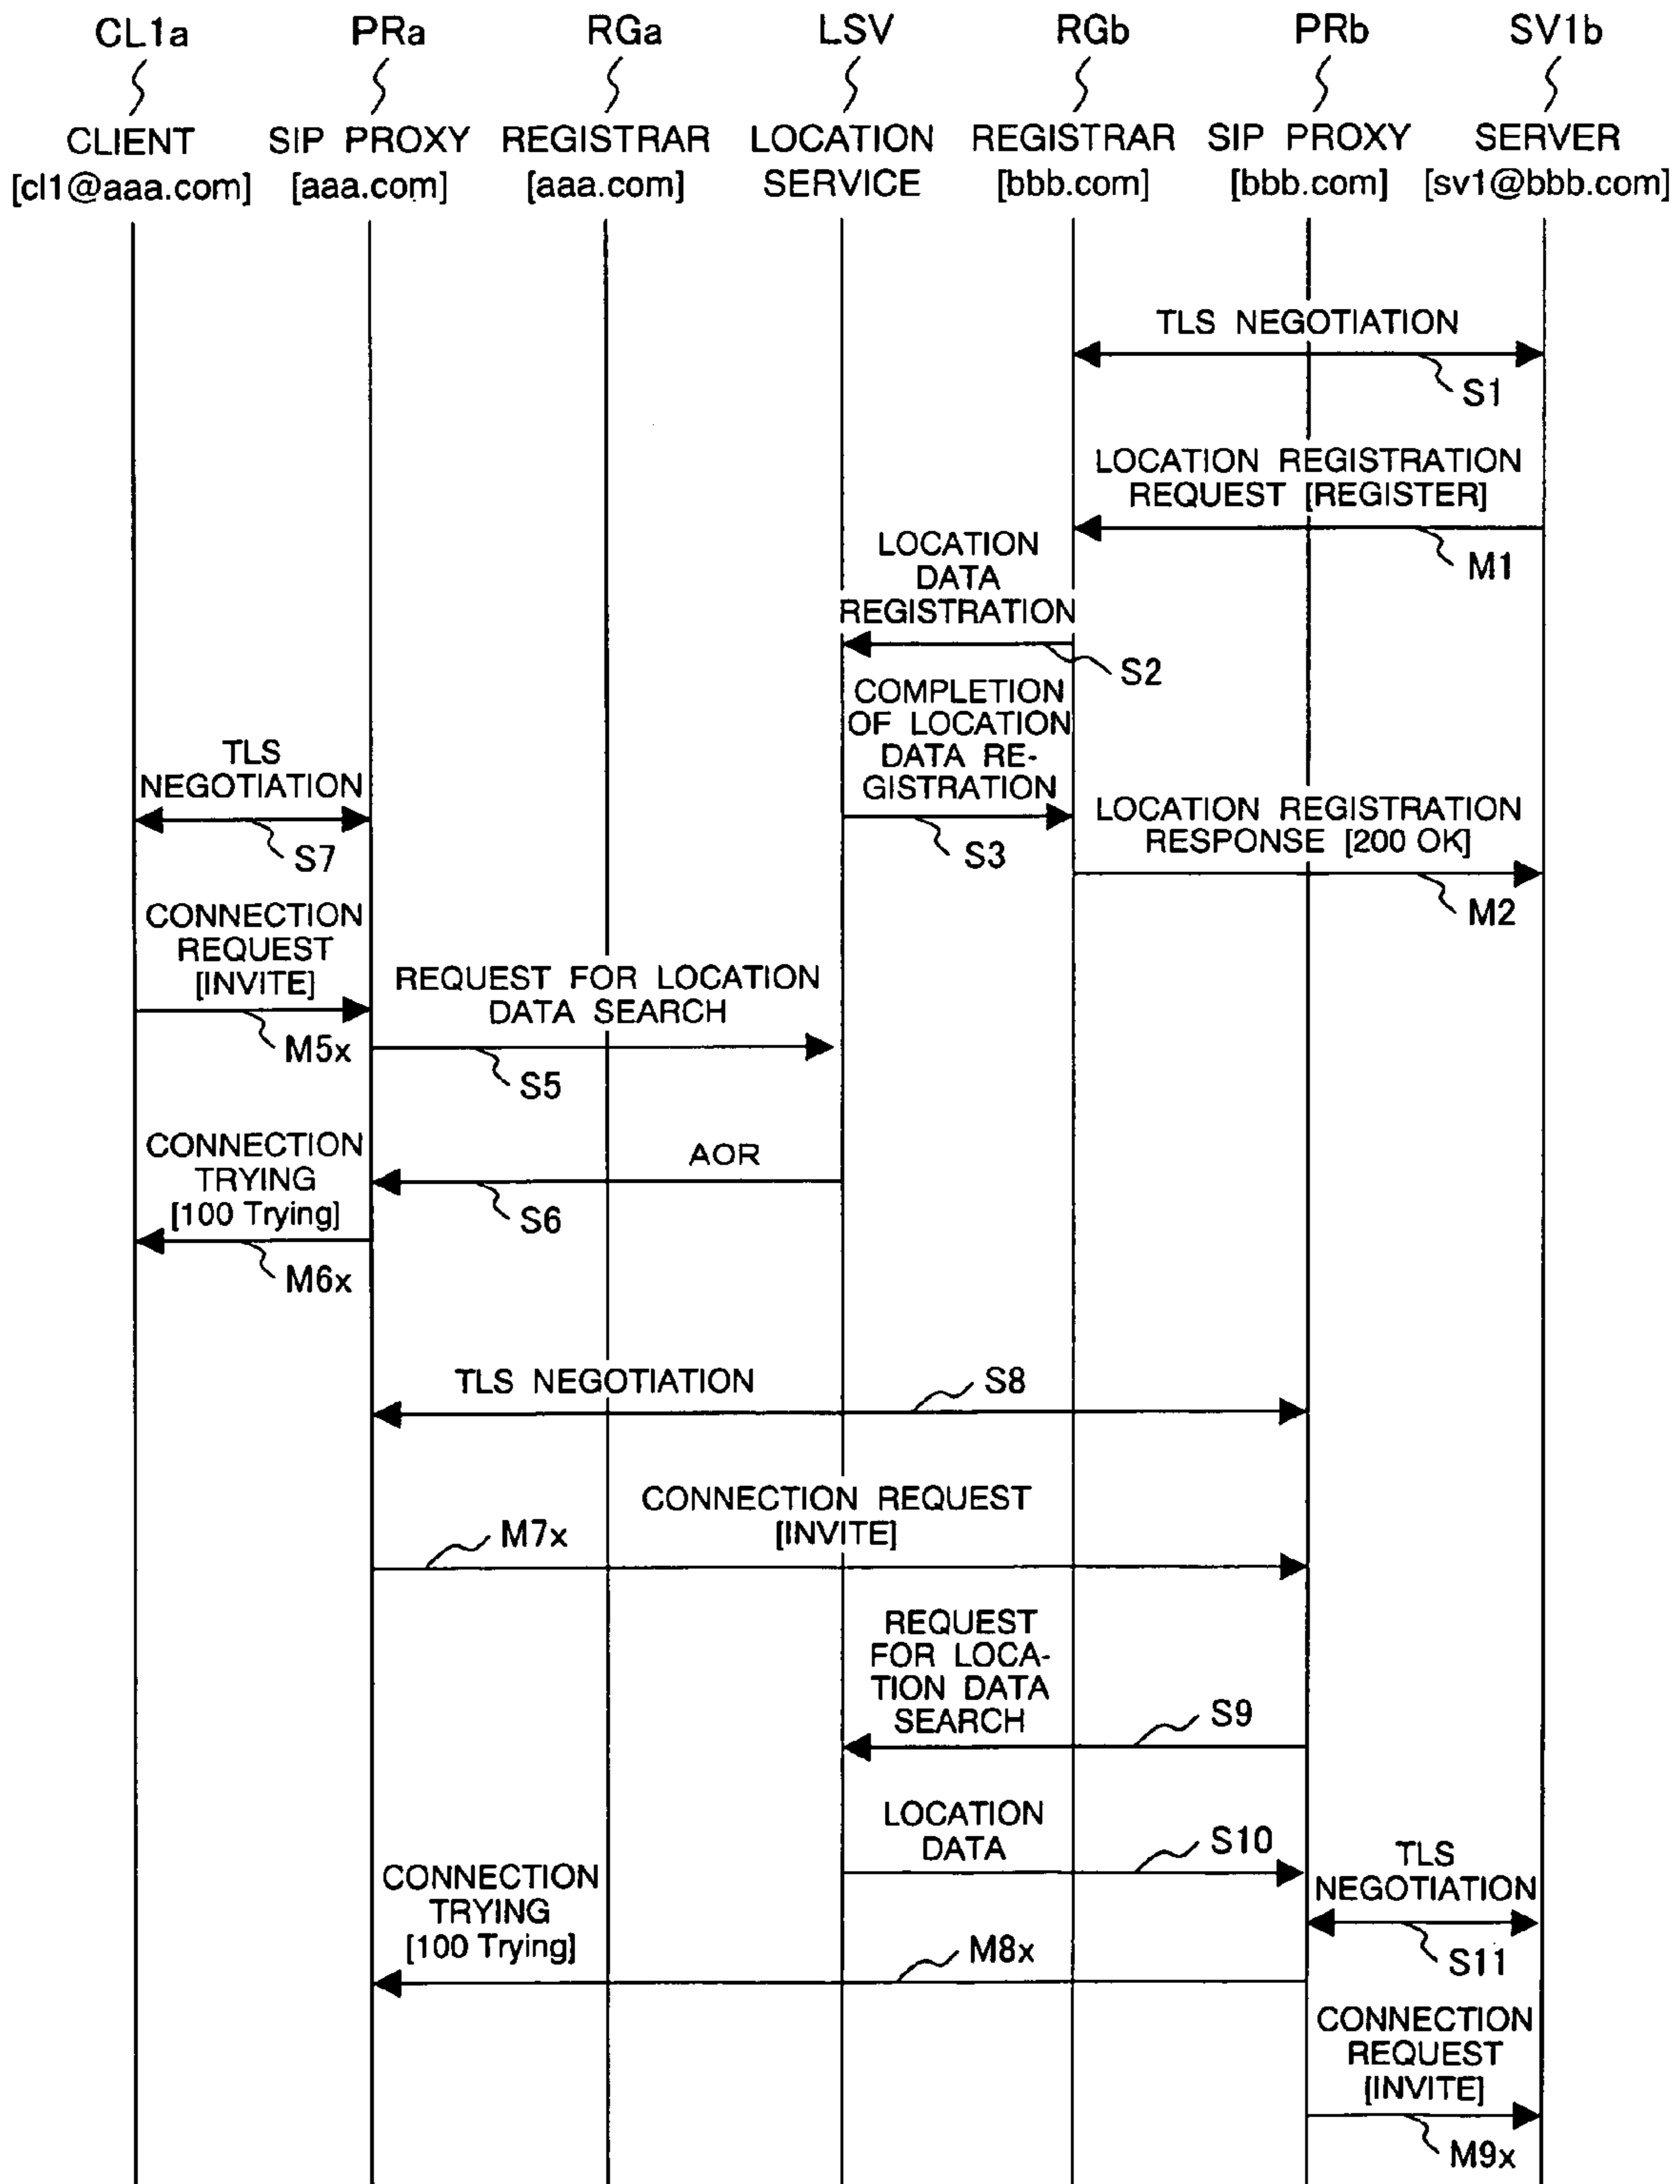 CL1a PRa RGa LSV RGb PRb SV1b
CLIENT SIP PROXY REGISTRAR LOCATION REGISTRAR SIP PROXY SERVER
[cl1@aaa.com] [aaa.com] [aaa.com] SERVICE [bbb.com] [bbb.com] [sv1@bbb.com]
TLS NEGOTIATION
S1
LOCATION REGISTRATION
REQUEST [REGISTER]
M1
LOCATION
DATA
REGISTRATION
S2
COMPLETION
OF LOCATION
DATA RE-
GISTRATION
S3
TLS
NEGOTIATION
S7
LOCATION REGISTRATION
RESPONSE [200 OK]
M2
CONNECTION
REQUEST
[INVITE]
M5x
REQUEST FOR LOCATION
DATA SEARCH
S5
AOR
S6
CONNECTION
TRYING
[100 Trying]
M6x
TLS NEGOTIATION
S8
CONNECTION REQUEST
[INVITE]
M7x
REQUEST
FOR LOCA-
TION DATA
SEARCH
S9
LOCATION
DATA
S10
TLS
NEGOTIATION
S11
CONNECTION
TRYING
[100 Trying]
M8x
CONNECTION
REQUEST
[INVITE]
M9x